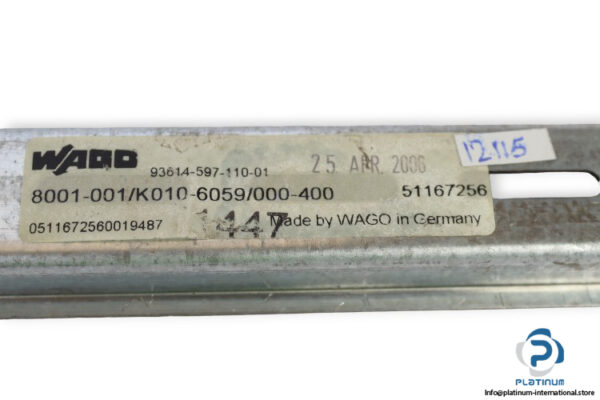 WAGO
93614-597-110-01
25 APR. 2006
12115
8001-001/K010-6059/000-400
51167256
0511672560019487
1447
Made by WAGO in Germany
PLATINUM
Info@platinum-international.store